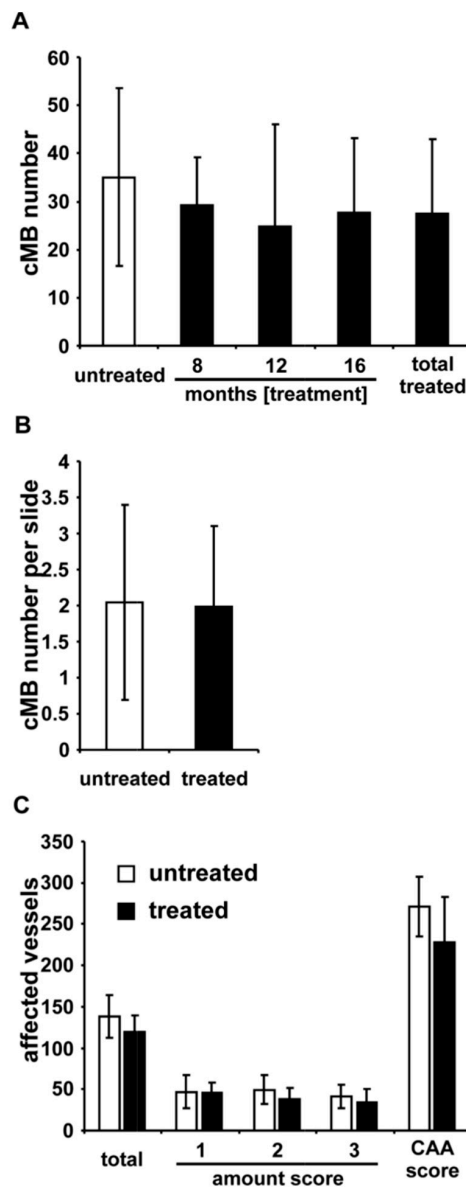 A
60
50
40
30
20
10
0
cMB number
untreated
8 12 16
months [treatment]
total
treated
B
4
3.5
3
2.5
2
1.5
1
0.5
0
cMB number per slide
untreated treated
C
350
300
250
200
150
100
50
0
affected vessels
untreated
treated
total
1 2 3
amount score
CAA
score